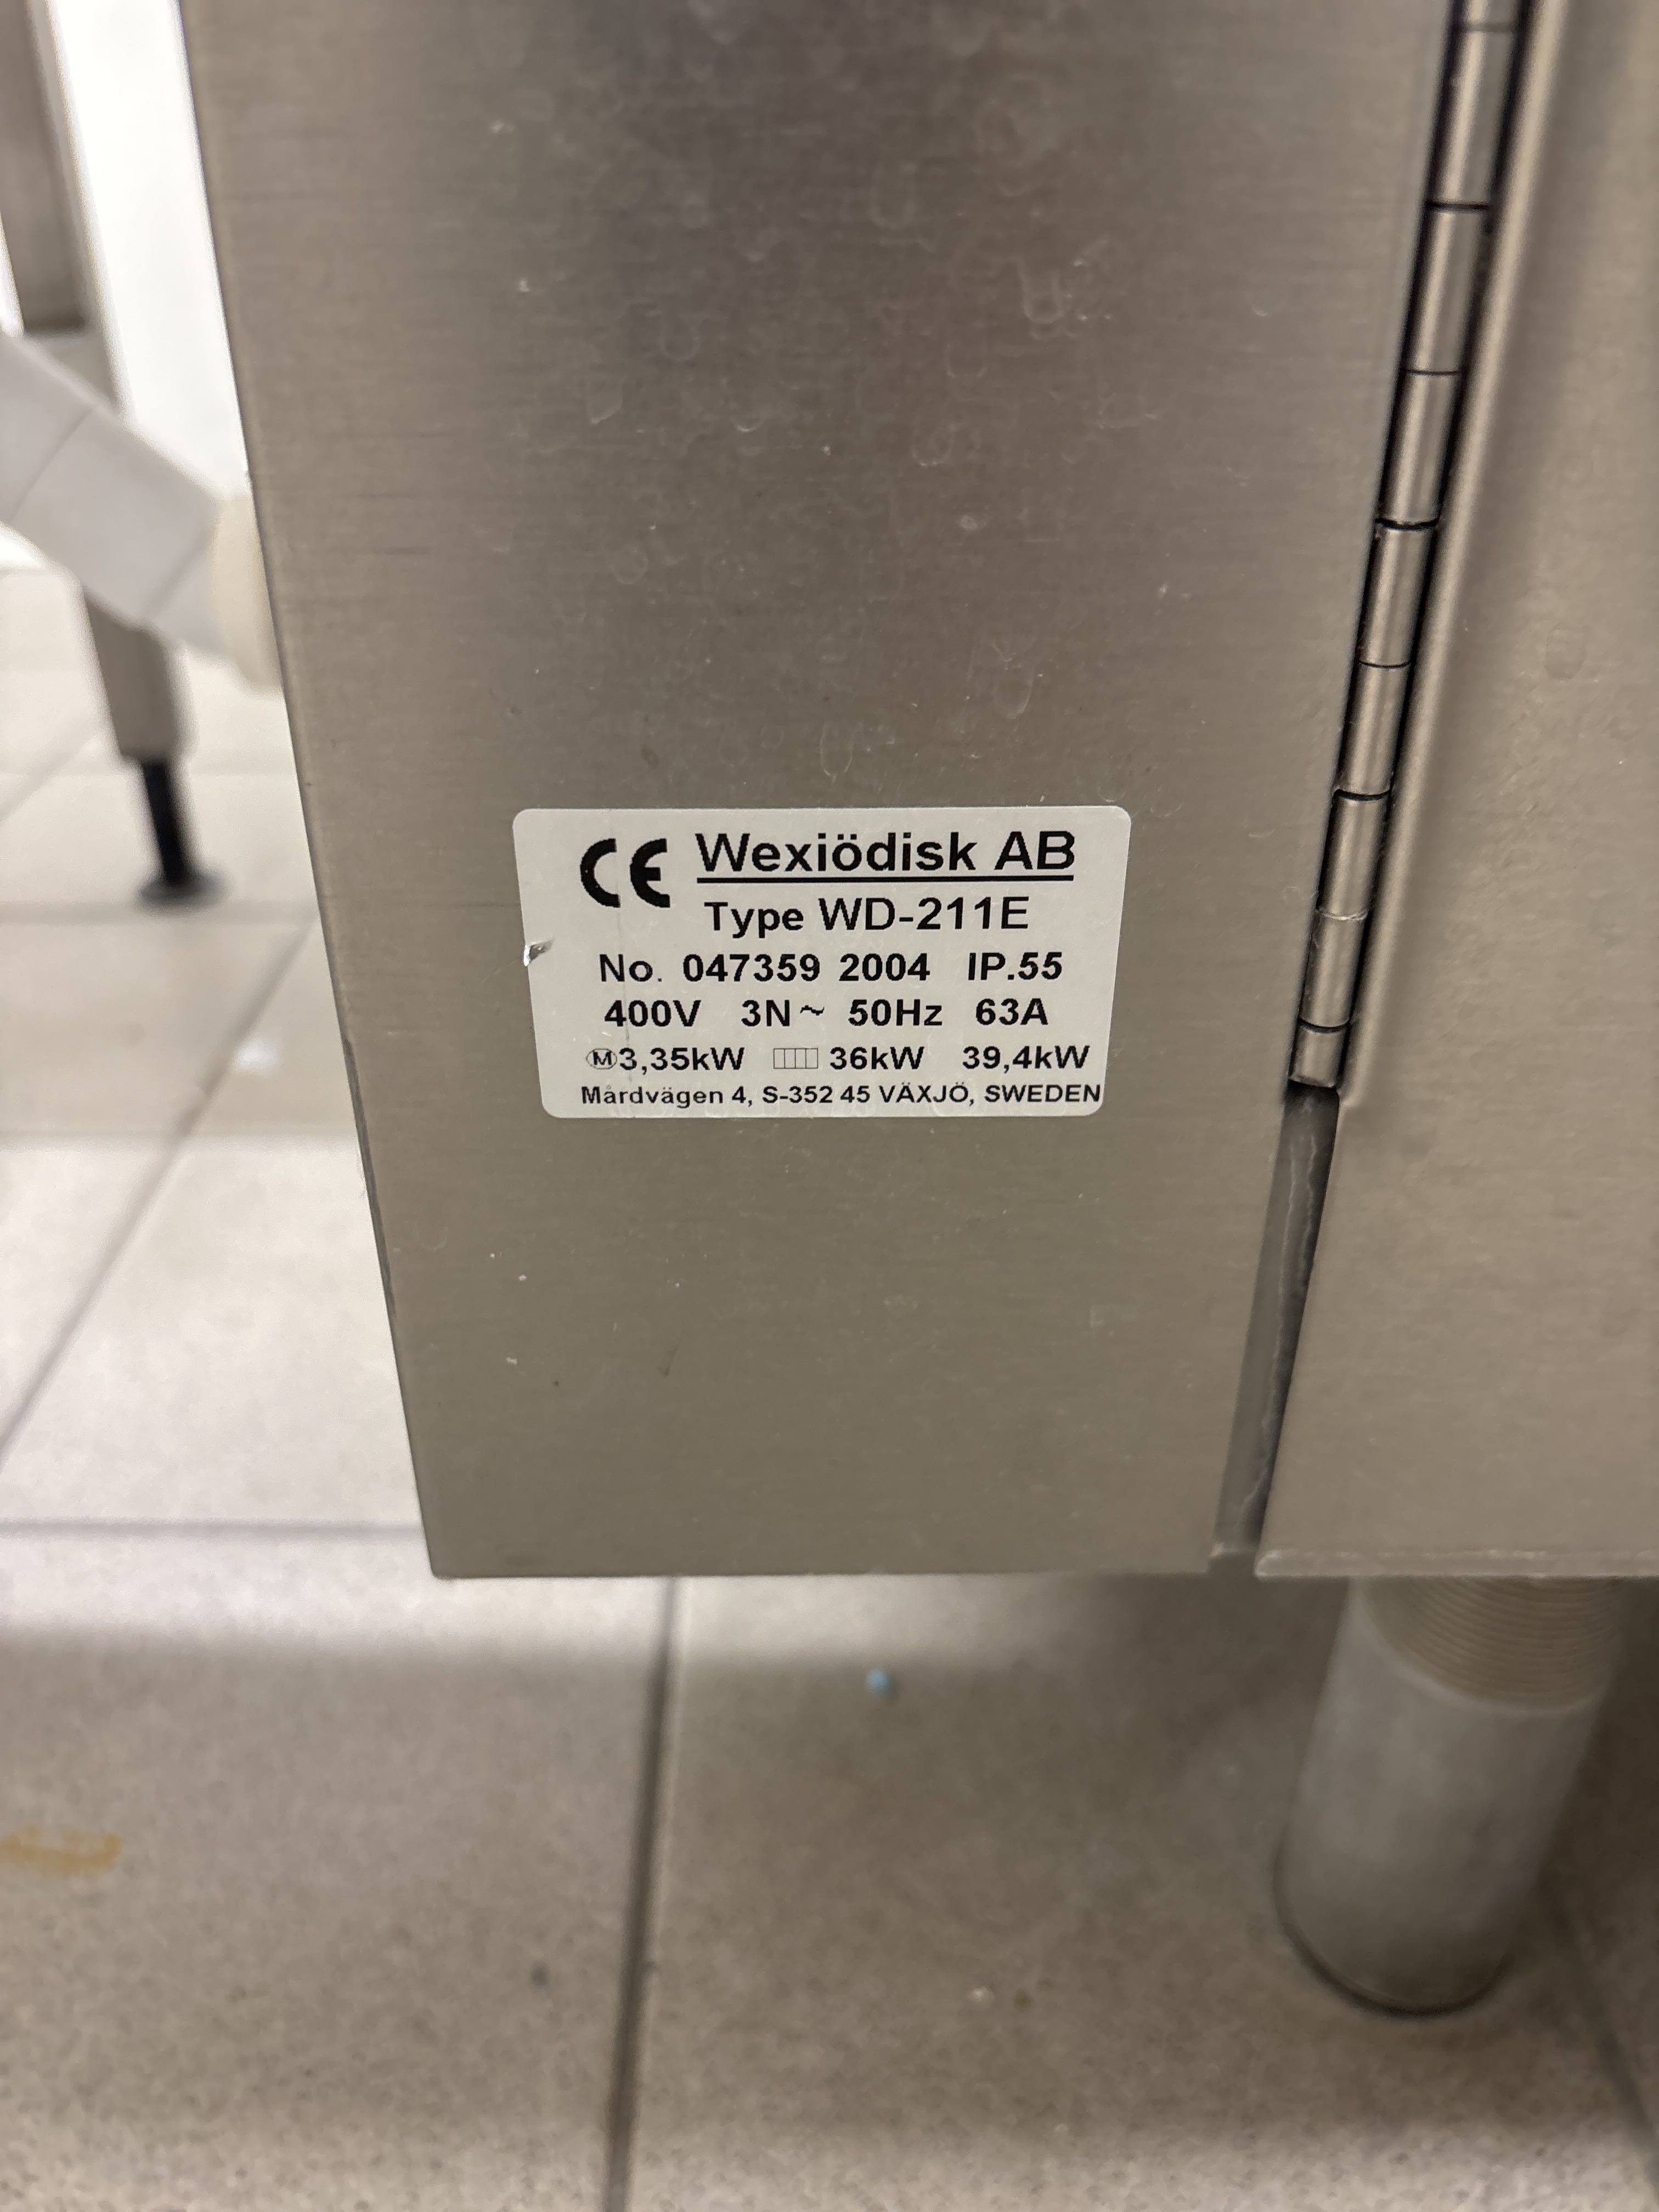 CE Wexiödisk AB
Type WD-211E
No. 047359 2004 IP.55
400V 3N~ 50Hz 63A
M 3,35kW 36kW 39,4kW
Mårdvägen 4, S-352 45 VÄXJÖ, SWEDEN